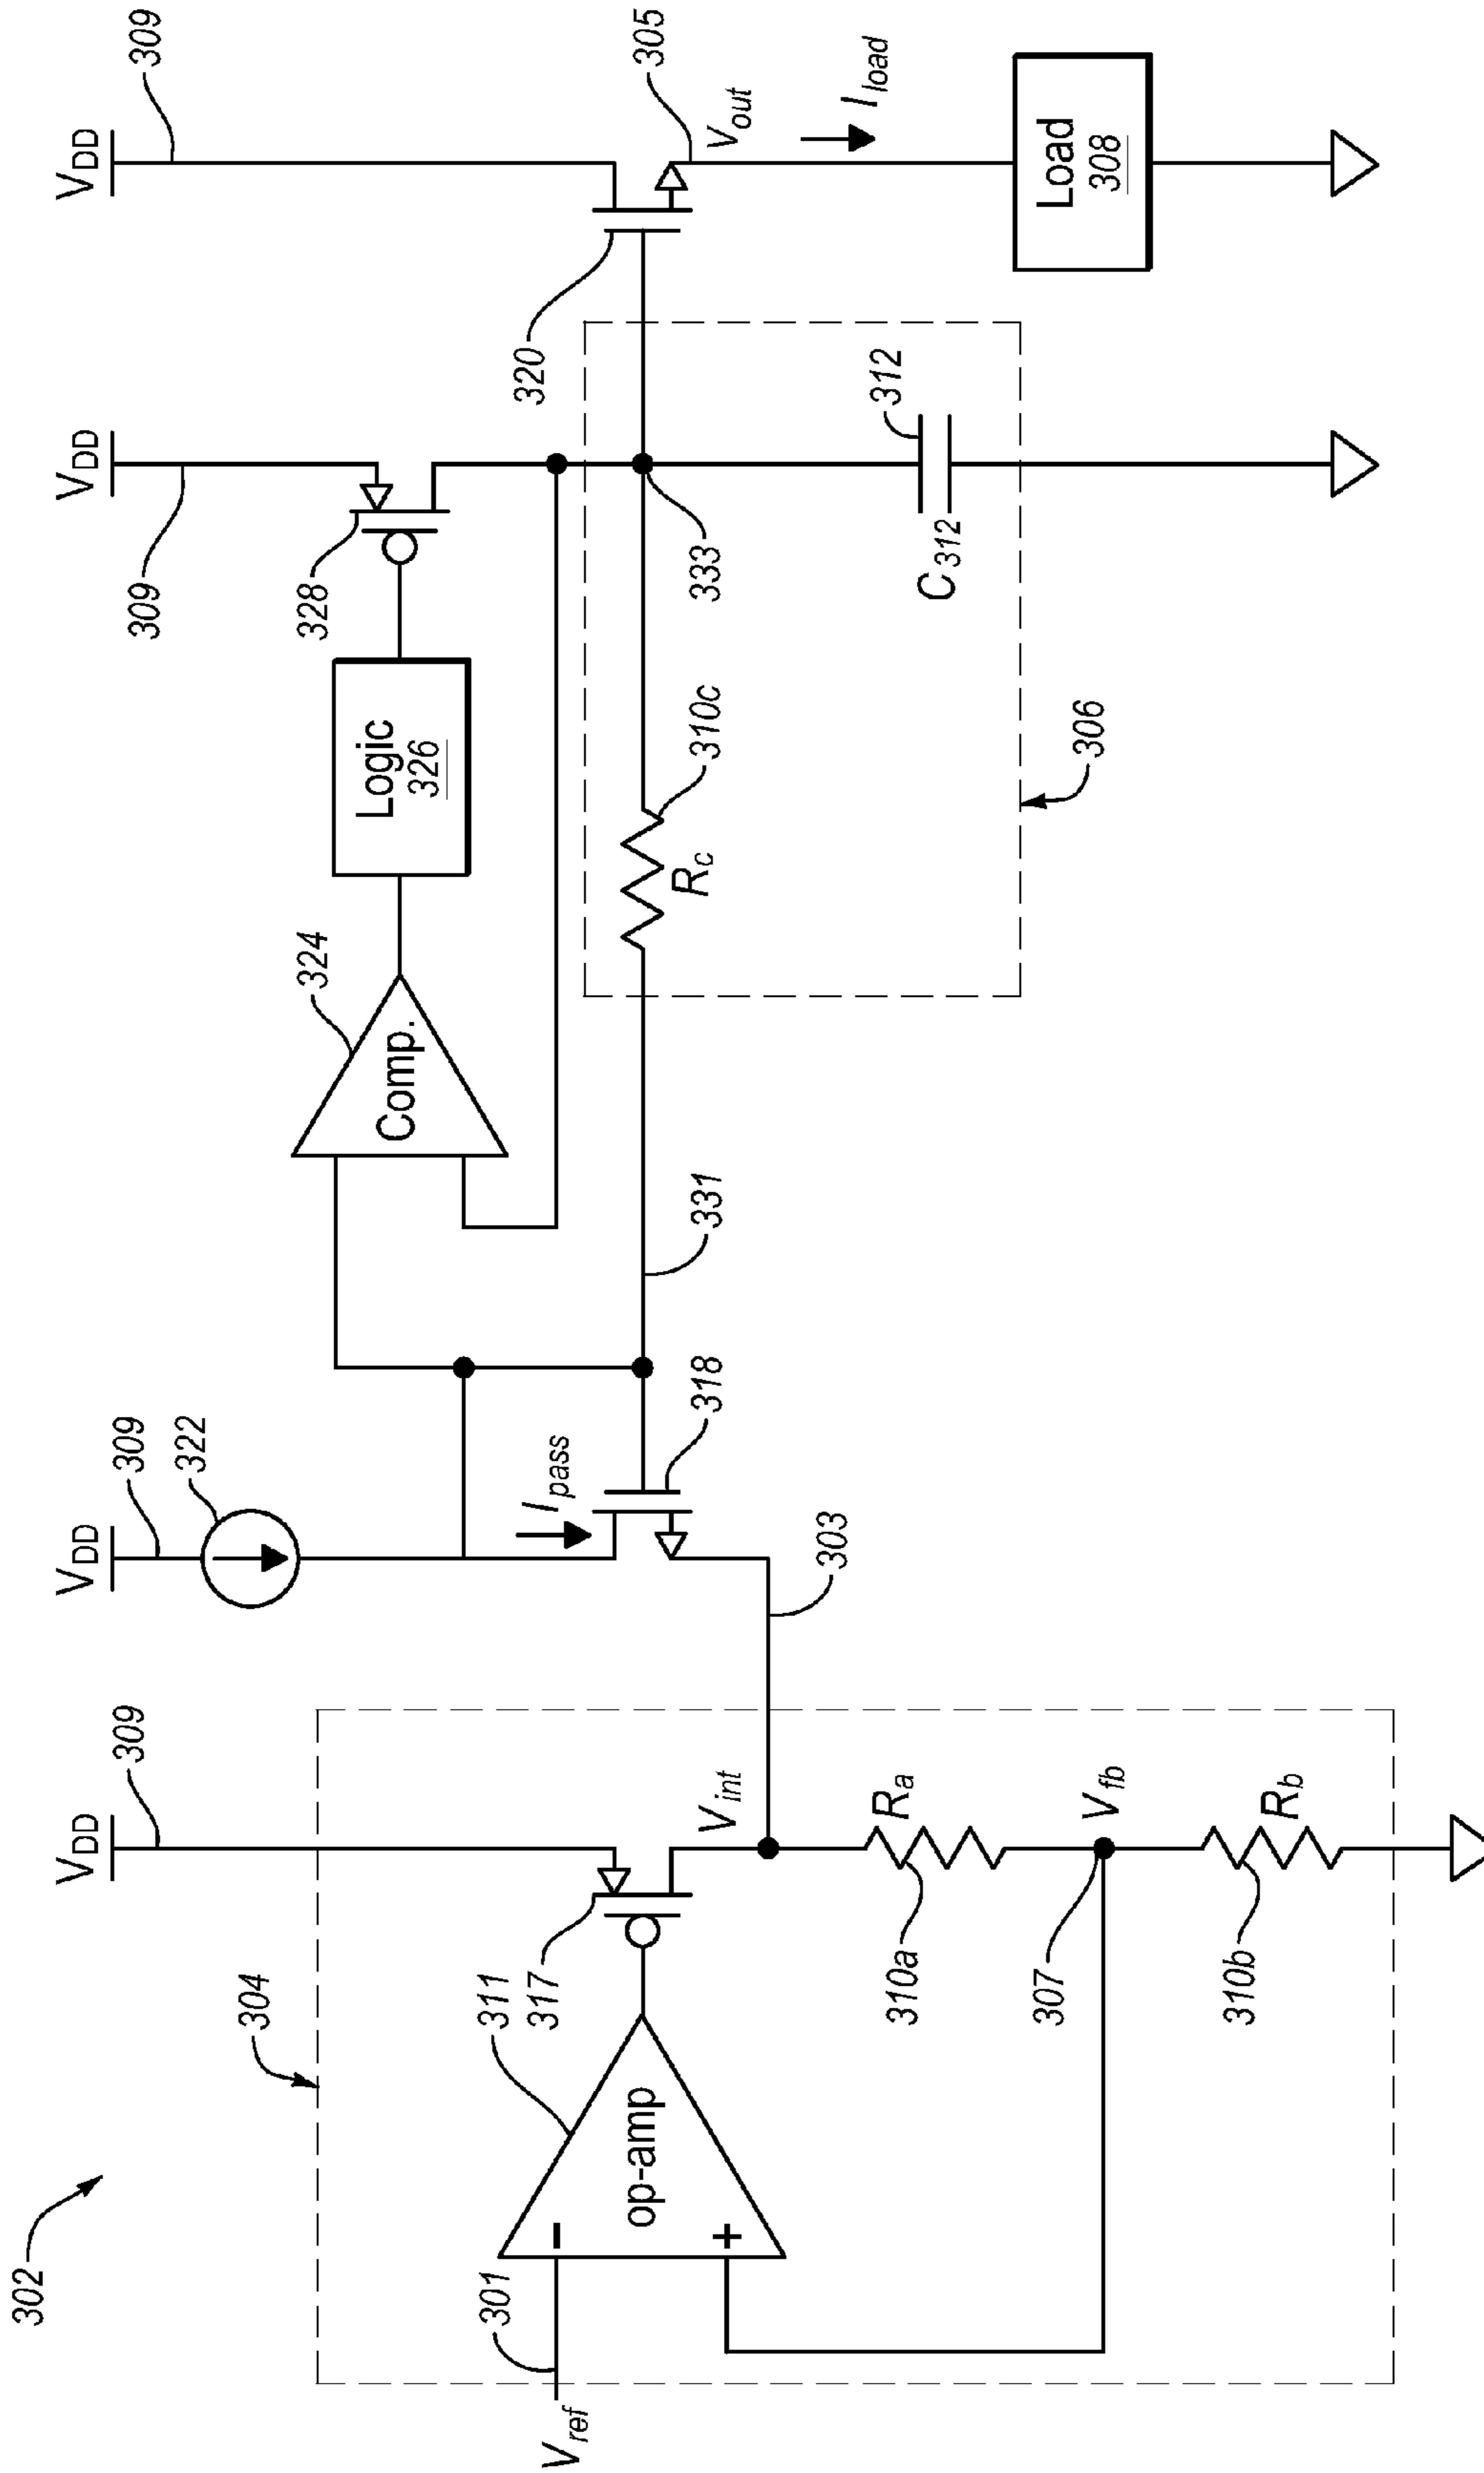 302
304
V_DD
309
V_DD
309
322
V_DD
309
V_DD
309
324
Comp.
Logic
326
328
V_ref
301
311
op-amp
−
+
317
V_int
303
I_pass
318
331
R_c
310c
333
320
305
V_out
I_load
310a
R_a
307
V_fb
310b
R_b
306
C_312
312
Load
308